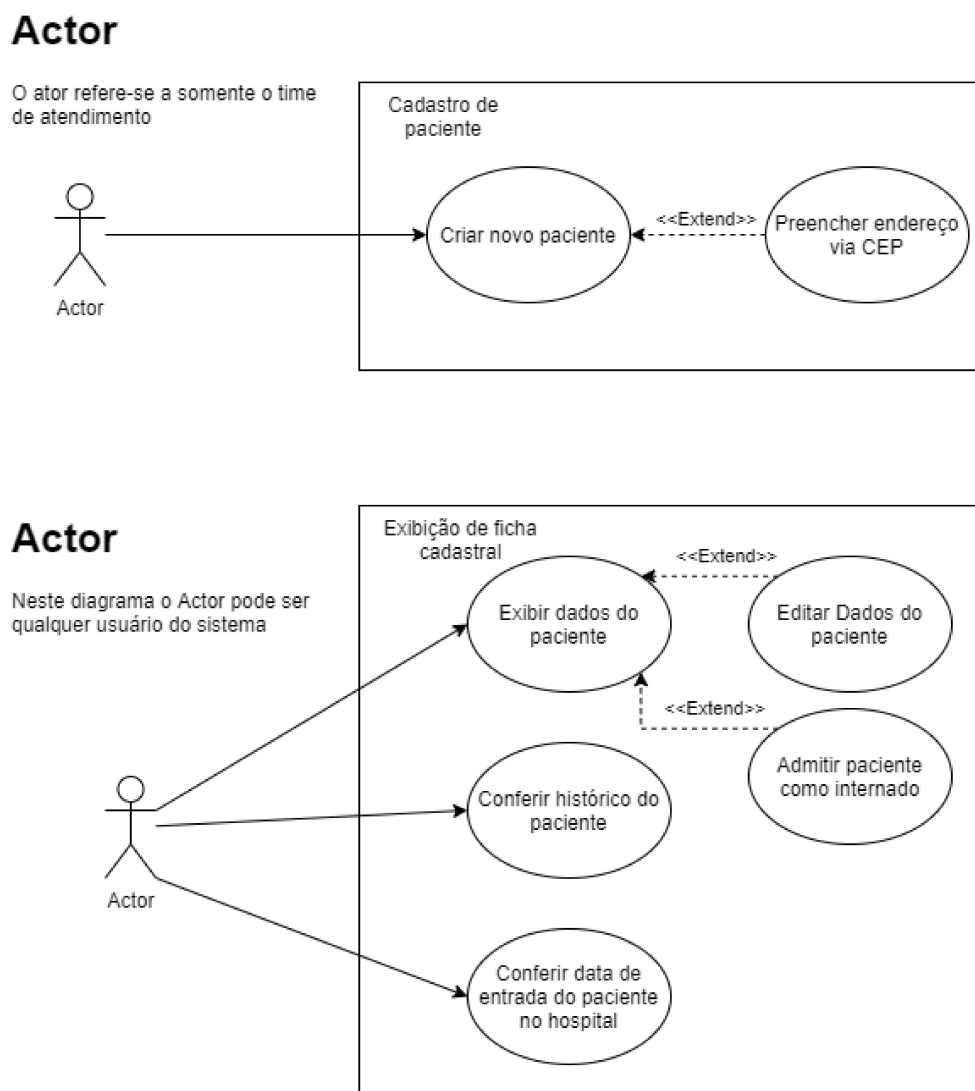 Actor
O ator refere-se a somente o time
de atendimento
Actor
Cadastro de
paciente
Criar novo paciente
<<Extend>>
Preencher endereço
via CEP
Actor
Neste diagrama o Actor pode ser
qualquer usuário do sistema
Actor
Exibição de ficha
cadastral
Exibir dados do
paciente
<<Extend>>
Editar Dados do
paciente
<<Extend>>
Admitir paciente
como internado
Conferir histórico do
paciente
Conferir data de
entrada do paciente
no hospital